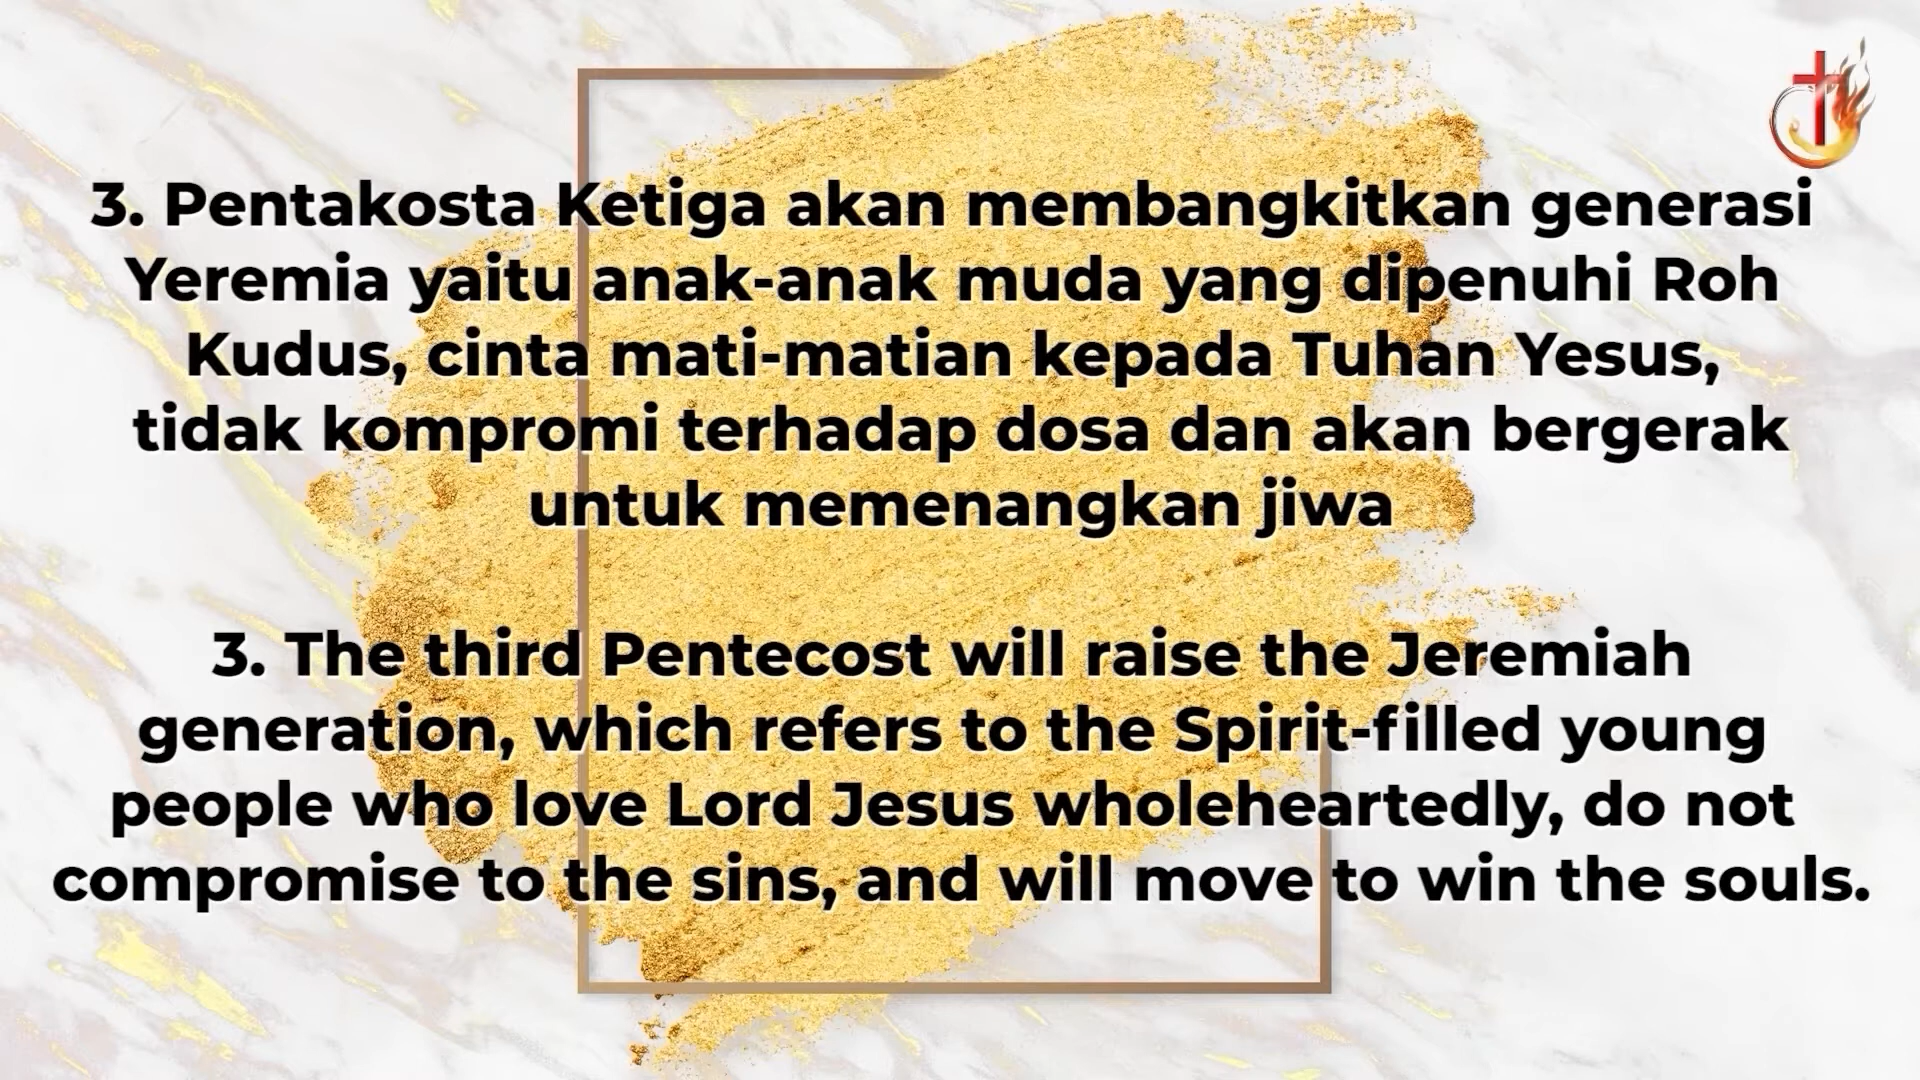 3. Pentakosta Ketiga akan membangkitkan generasi
Yeremia yaitu anak-anak muda yang dipenuhi Roh
Kudus, cinta mati-matian kepada Tuhan Yesus,
tidak kompromi terhadap dosa dan akan bergerak
untuk memenangkan jiwa
3. The third Pentecost will raise the Jeremiah
generation, which refers to the Spirit-filled young
people who love Lord Jesus wholeheartedly, do not
compromise to the sins, and will move to win the souls.